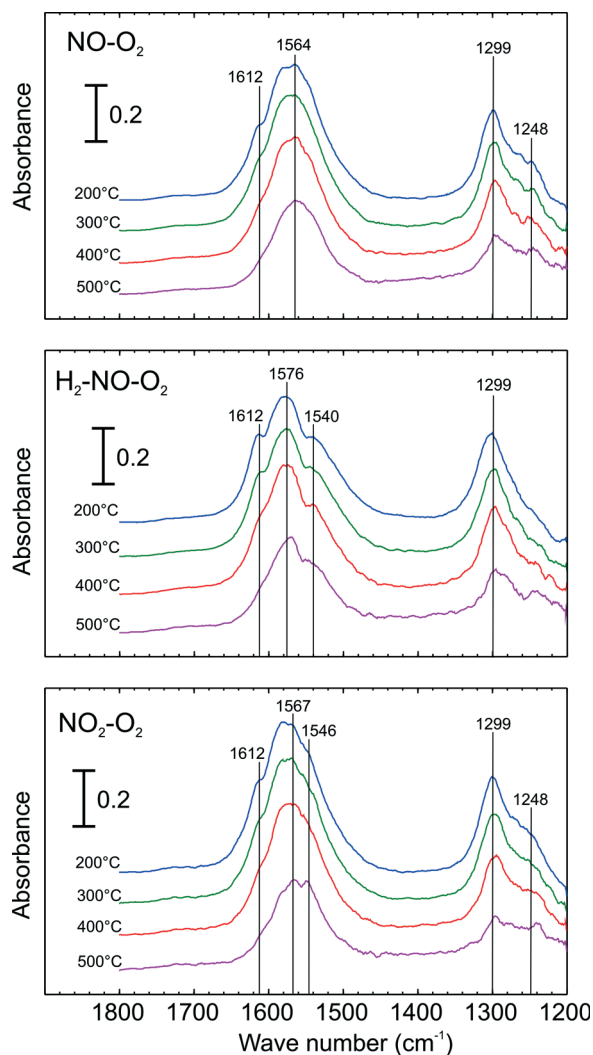 NO-O₂
1564
1299
1612
1248
0.2
Absorbance
200°C
300°C
400°C
500°C
H₂-NO-O₂
1576
1299
1612
1540
0.2
Absorbance
200°C
300°C
400°C
500°C
NO₂-O₂
1567
1546
1299
1612
1248
0.2
Absorbance
200°C
300°C
400°C
500°C
1800 1700 1600 1500 1400 1300 1200
Wave number (cm⁻¹)